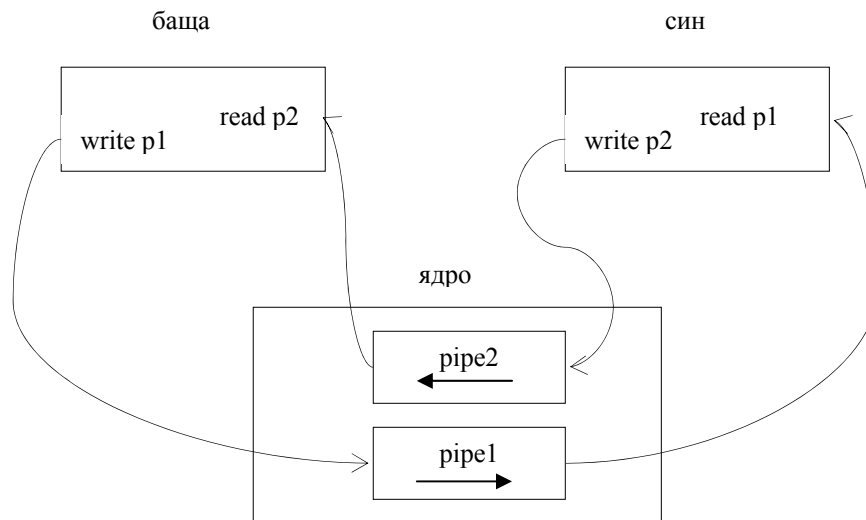 баща
син
read p2
write p1
read p1
write p2
ядро
pipe2
pipe1